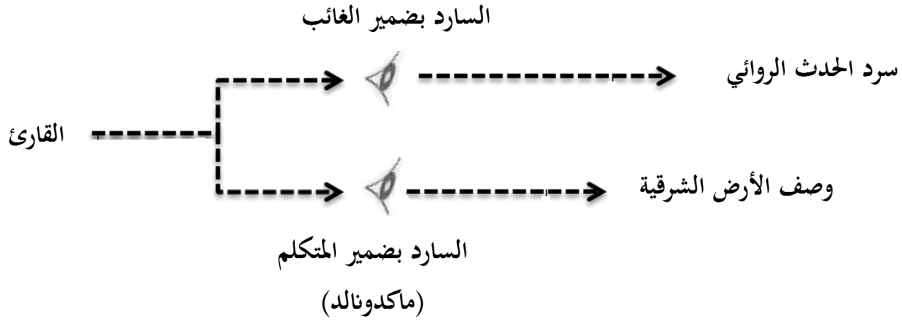 السارد بضمير الغائب
سرد الحدث الروائي
القارئ
وصف الأرض الشرقية
السارد بضمير المتكلم
(ماكدونالد)